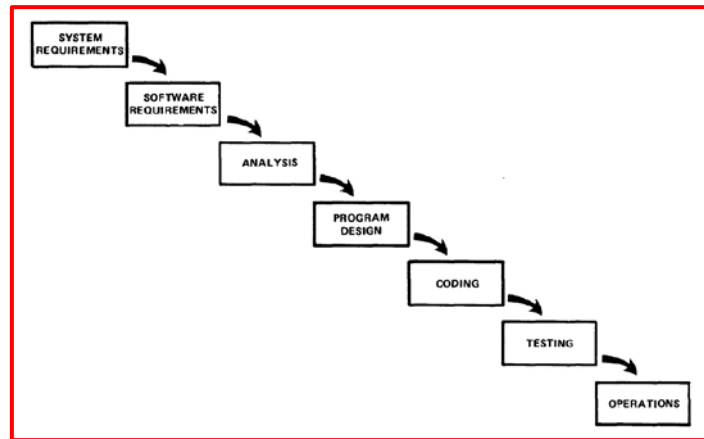 SYSTEM
REQUIREMENTS
SOFTWARE
REQUIREMENTS
ANALYSIS
PROGRAM
DESIGN
CODING
TESTING
OPERATIONS